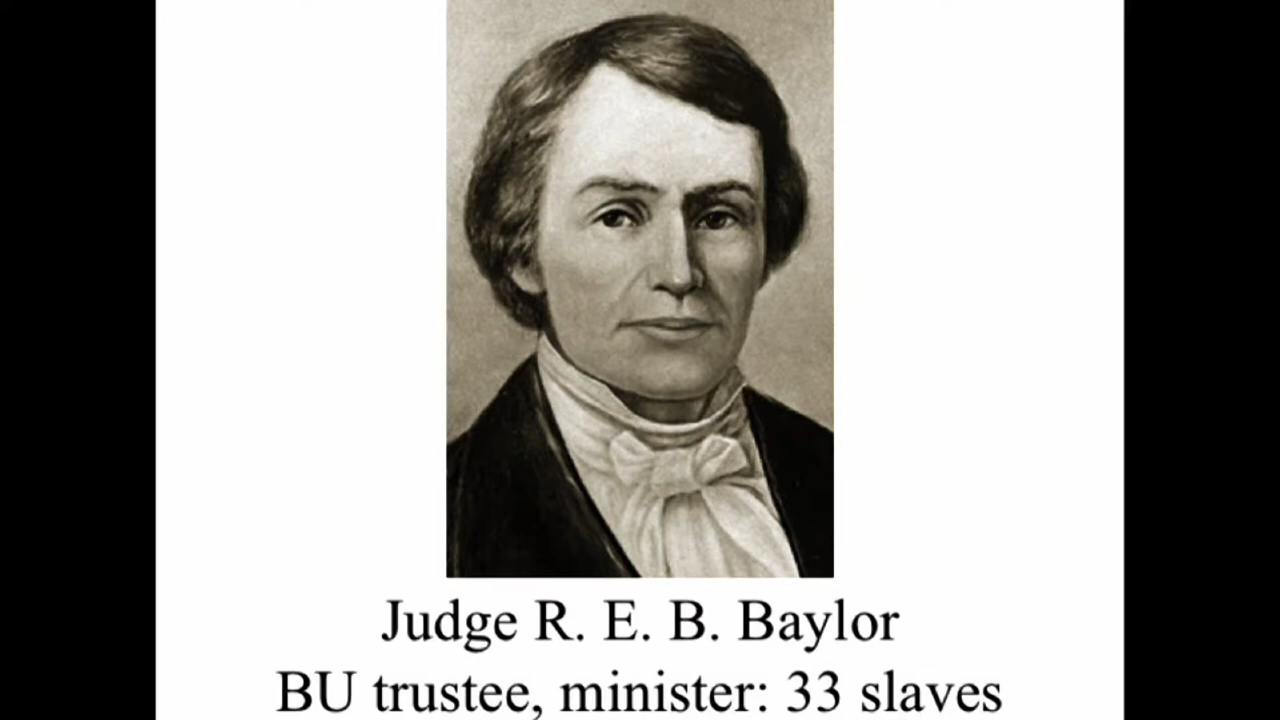 Judge R. E. B. Baylor
BU trustee, minister: 33 slaves